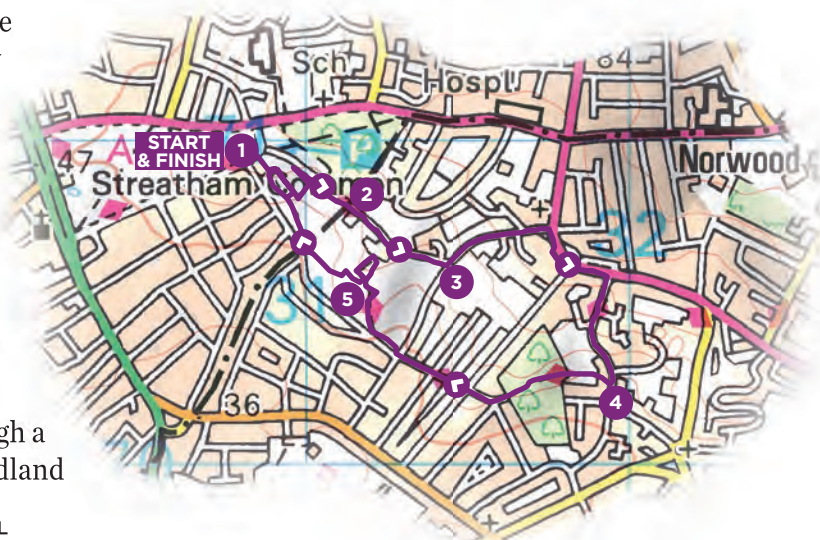 Sch
Hospl
84
START
& FINISH
1
47
A
P
Streatham Common
Norwood
2
32
3
31
5
36
4
gh a
dland